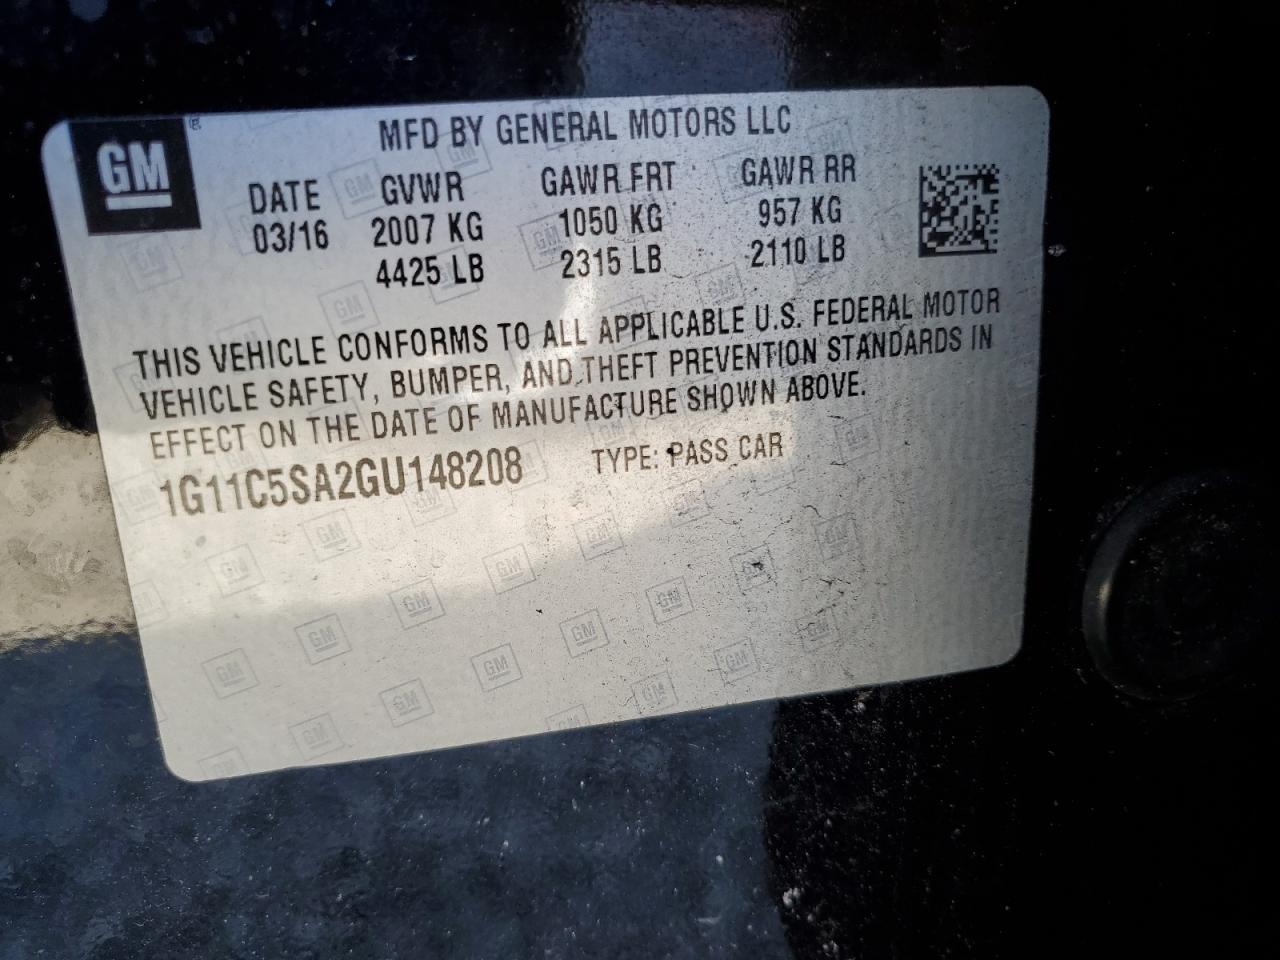 GM
MFD BY GENERAL MOTORS LLC
DATE GVWR GAWR FRT GAWR RR
03/16 2007 KG 1050 KG 957 KG
4425 LB 2315 LB 2110 LB
THIS VEHICLE CONFORMS TO ALL APPLICABLE U.S. FEDERAL MOTOR
VEHICLE SAFETY, BUMPER, AND THEFT PREVENTION STANDARDS IN
EFFECT ON THE DATE OF MANUFACTURE SHOWN ABOVE.
1G11C5SA2GU148208 TYPE: PASS CAR